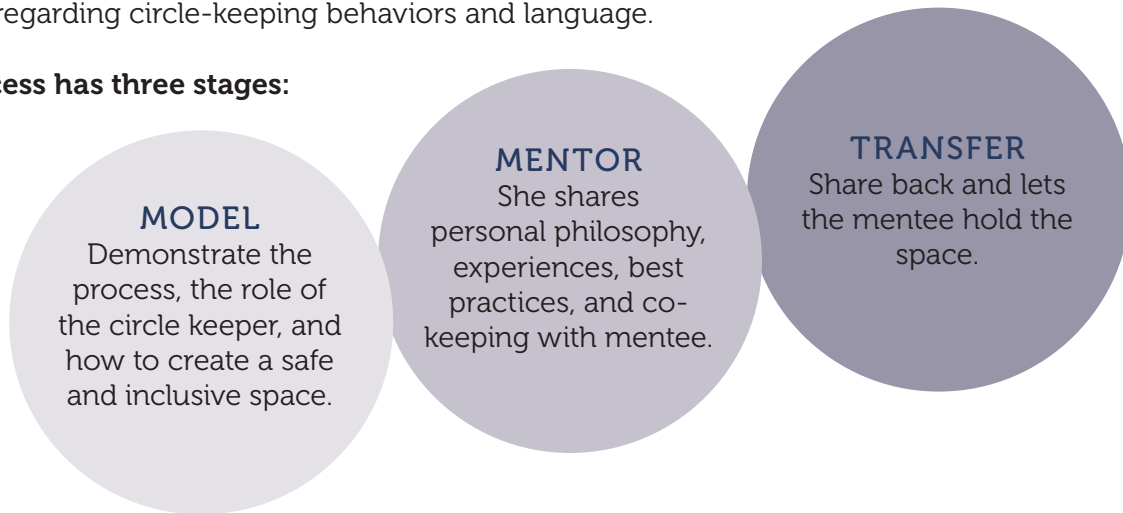 regarding circle-keeping behaviors and language.
cess has three stages:
MODEL
Demonstrate the
process, the role of
the circle keeper, and
how to create a safe
and inclusive space.
MENTOR
She shares
personal philosophy,
experiences, best
practices, and co-
keeping with mentee.
TRANSFER
Share back and lets
the mentee hold the
space.